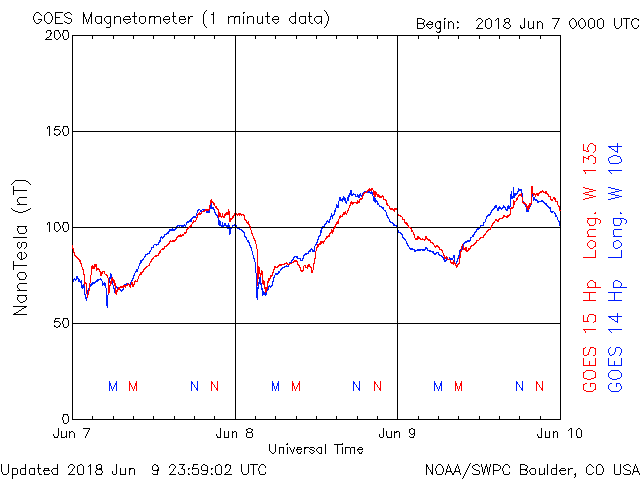 GOES Magnetometer (1 minute data)
Begin: 2018 Jun 7 0000 UTC
200
150
100
50
0
NanoTesla (nT)
M M N N M M N N M M N N
Jun 7 Jun 8 Jun 9 Jun 10
Universal Time
GOES 15 Hp Long. W 135
GOES 14 Hp Long. W 104
Updated 2018 Jun 9 23:59:02 UTC
NOAA/SWPC Boulder, CO USA